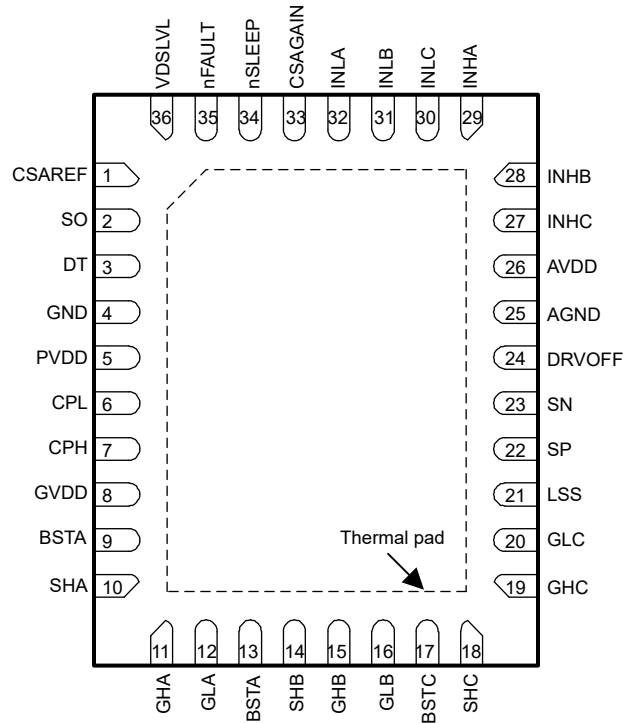 VDSLVL
nFAULT
nSLEEP
CSAGAIN
INLA
INLB
INLC
INHA
36
35
34
33
32
31
30
29
CSAREF 1
28 INHB
SO 2
27 INHC
DT 3
26 AVDD
GND 4
25 AGND
PVDD 5
24 DRVOFF
CPL 6
23 SN
CPH 7
22 SP
GVDD 8
21 LSS
BSTA 9
20 GLC
Thermal pad
SHA 10
19 GHC
11
12
13
14
15
16
17
18
GHA
GLA
BSTA
SHB
GHB
GLB
BSTC
SHC